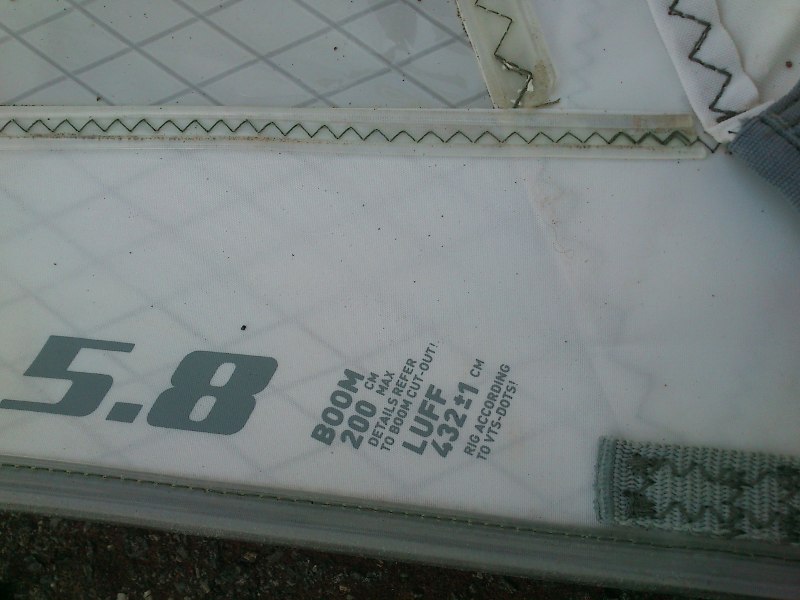 5.8
BOOM
200 CM MAX
DETAILS REFER
TO BOOM CUT-OUT!
LUFF
432±1 CM
RIG ACCORDING
TO VTS-DOTS!